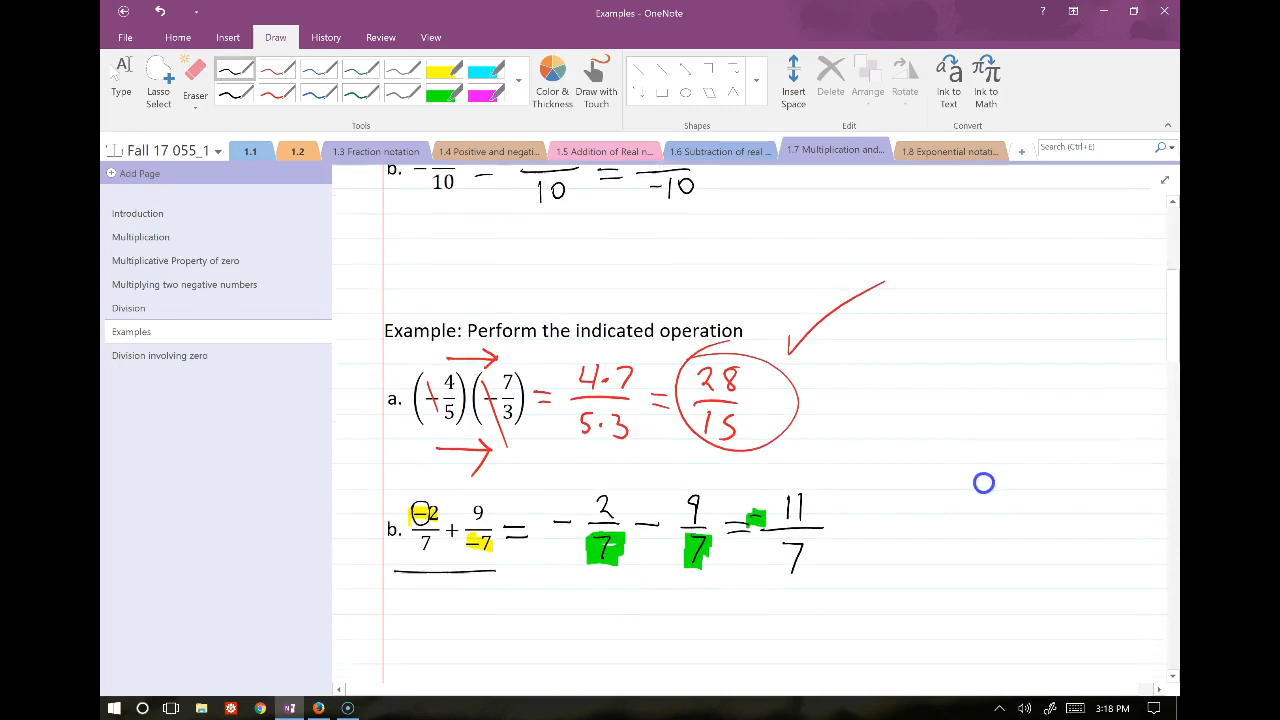 Examples - OneNote
File Home Insert Draw History Review View
Type
Lasso Select
Eraser
Color & Thickness
Draw with Touch
Insert Space
Delete
Arrange
Rotate
Ink to Text
Ink to Math
Tools Shapes Edit Convert
Fall 17 055_1 1.1 1.2 1.3 Fraction notation 1.4 Positive and negati... 1.5 Addition of Real n... 1.6 Subtraction of real ... 1.7 Multiplication and... 1.8 Exponential notati... Search (Ctrl+E)
Add Page
Introduction
Multiplication
Multiplicative Property of zero
Multiplying two negative numbers
Division
Examples
Division involving zero
b. − /10 − /10 = /-10
Example: Perform the indicated operation
a. (−4/5)(−7/3) = 4·7/5·3 = 28/15
b. −2/7 + 9/−7 = − 2/7 − 9/7 = − 11/7
3:18 PM